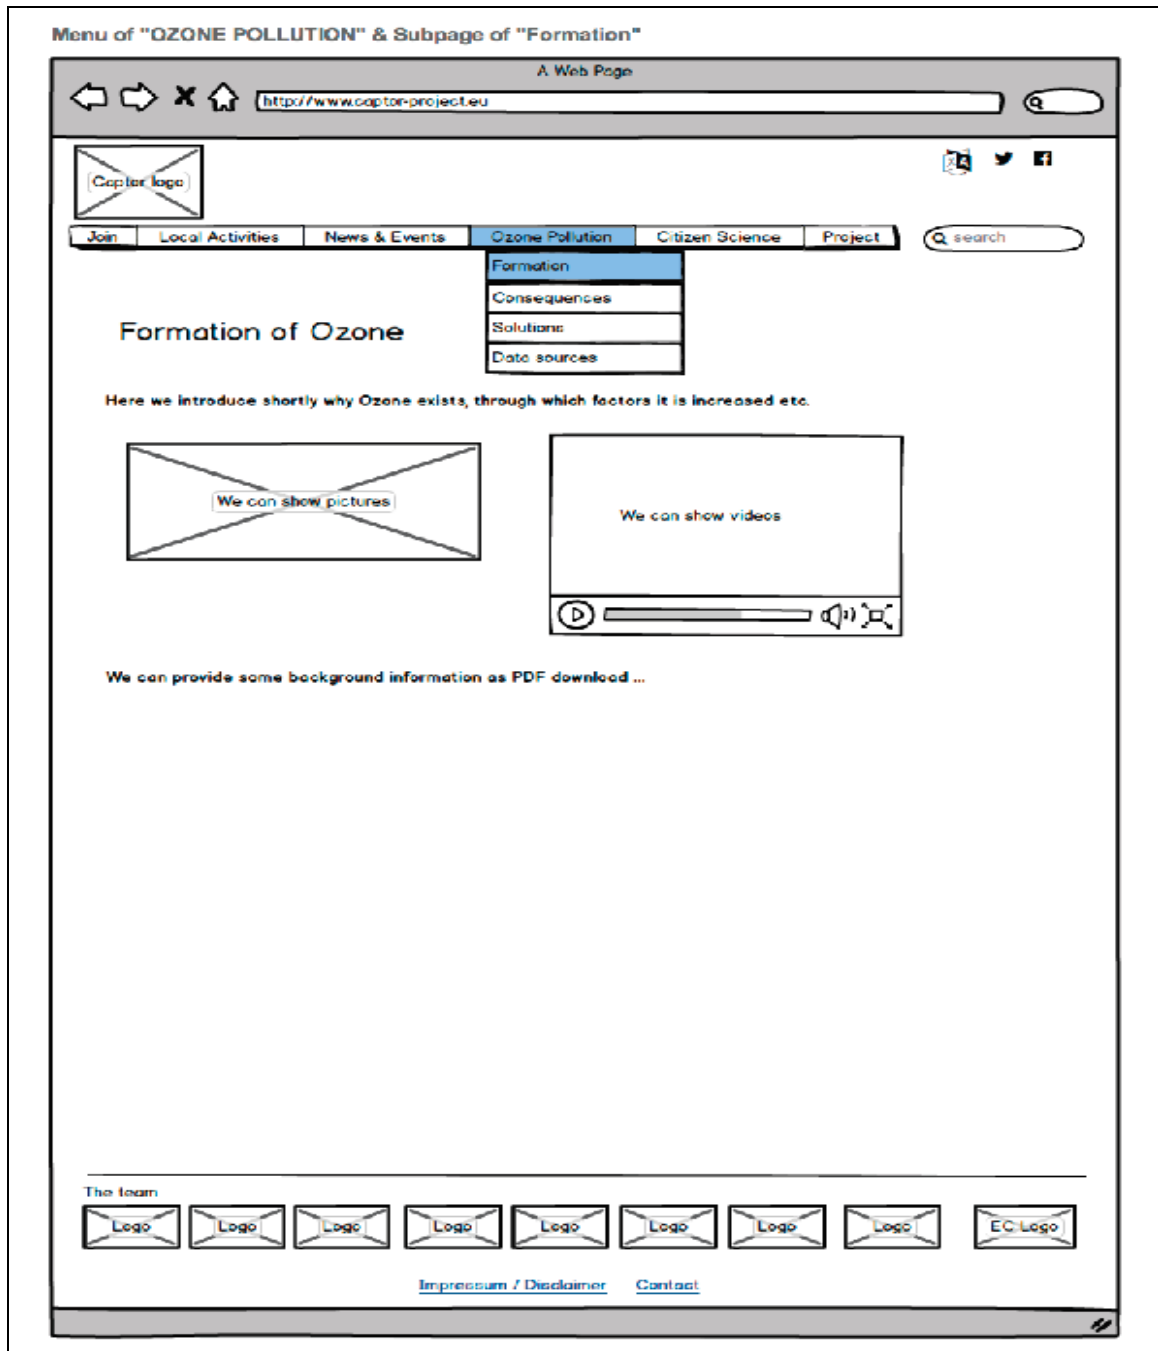 Menu of "OZONE POLLUTION" & Subpage of "Formation"
A Web Page
http://www.captor-project.eu
Captor logo
Join Local Activities News & Events Ozone Pollution Citizen Science Project search
Formation
Consequences
Solutions
Data sources
Formation of Ozone
Here we introduce shortly why Ozone exists, through which factors it is increased etc.
We can show pictures
We can show videos
We can provide some background information as PDF download ...
The team
Logo Logo Logo Logo Logo Logo Logo Logo EC Logo
Impressum / Disclaimer Contact